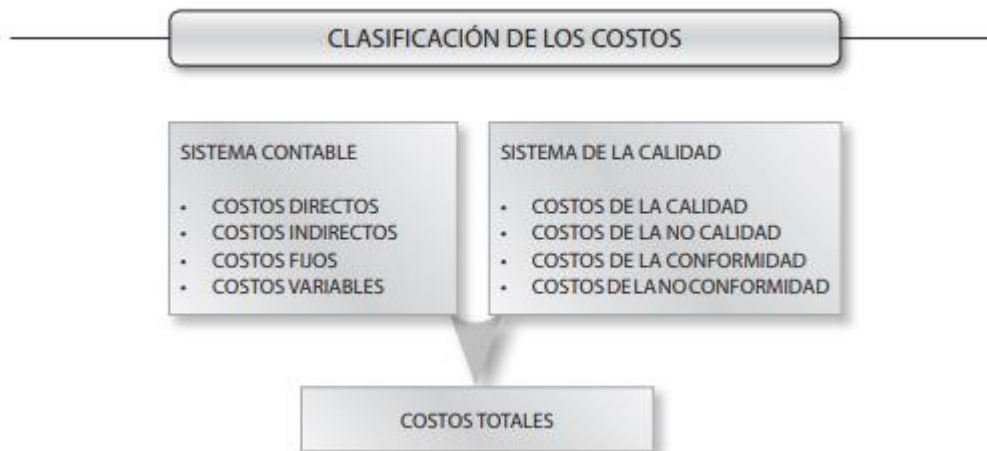 CLASIFICACIÓN DE LOS COSTOS
SISTEMA CONTABLE
• COSTOS DIRECTOS
• COSTOS INDIRECTOS
• COSTOS FIJOS
• COSTOS VARIABLES
SISTEMA DE LA CALIDAD
• COSTOS DE LA CALIDAD
• COSTOS DE LA NO CALIDAD
• COSTOS DE LA CONFORMIDAD
• COSTOS DE LA NO CONFORMIDAD
COSTOS TOTALES